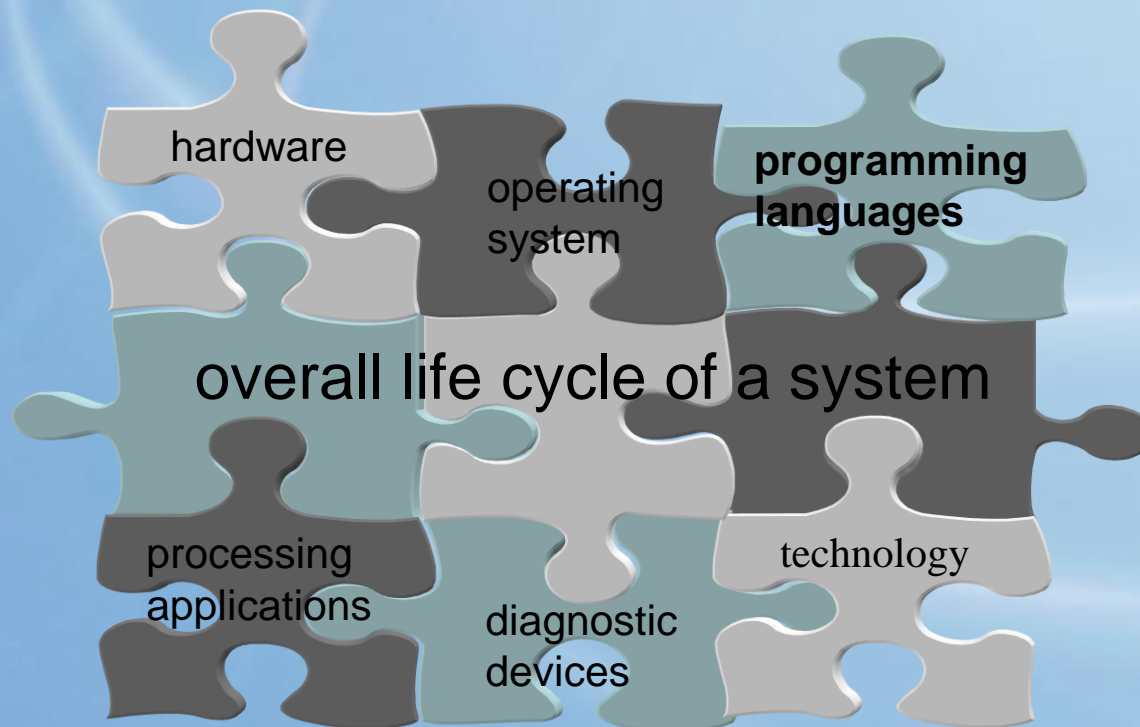 hardware
operating
system
programming
languages
overall life cycle of a system
processing
applications
diagnostic
devices
technology